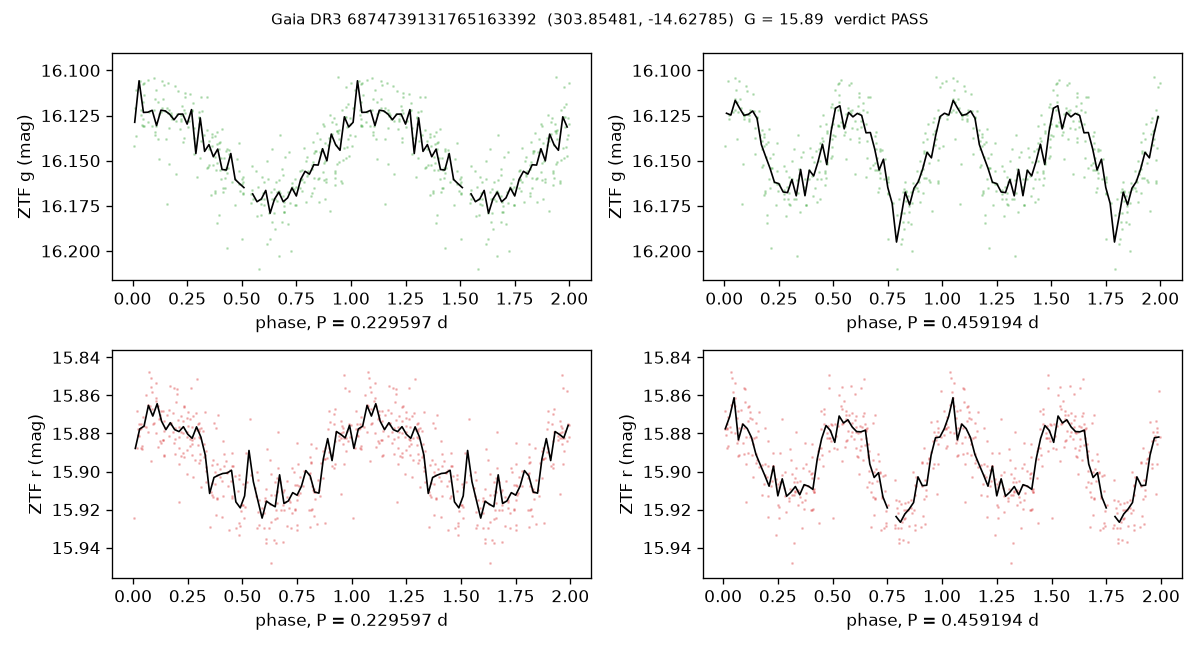 Gaia DR3 6874739131765163392  (303.85481, -14.62785)  G = 15.89  verdict PASS
ZTF g (mag)
16.100
16.125
16.150
16.175
16.200
0.00 0.25 0.50 0.75 1.00 1.25 1.50 1.75 2.00
phase, P = 0.229597 d
ZTF g (mag)
16.100
16.125
16.150
16.175
16.200
0.00 0.25 0.50 0.75 1.00 1.25 1.50 1.75 2.00
phase, P = 0.459194 d
ZTF r (mag)
15.84
15.86
15.88
15.90
15.92
15.94
0.00 0.25 0.50 0.75 1.00 1.25 1.50 1.75 2.00
phase, P = 0.229597 d
ZTF r (mag)
15.84
15.86
15.88
15.90
15.92
15.94
0.00 0.25 0.50 0.75 1.00 1.25 1.50 1.75 2.00
phase, P = 0.459194 d